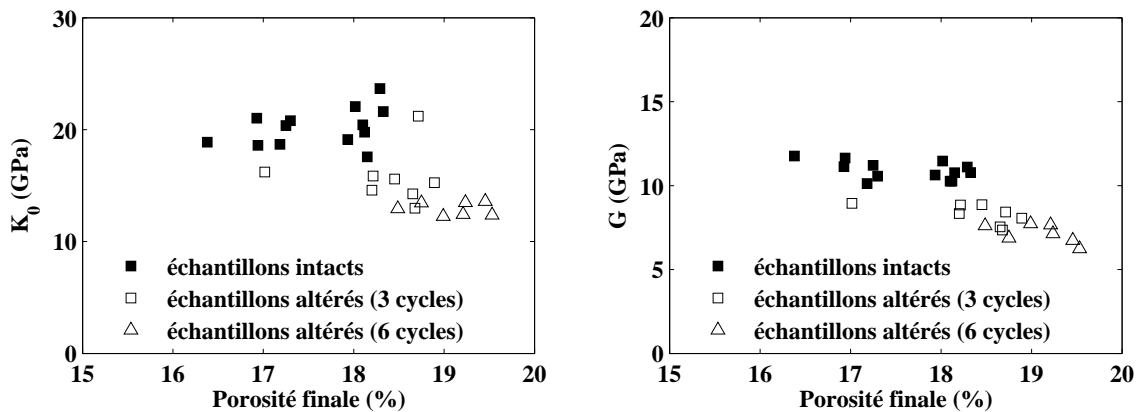 30
20
10
0
K₀ (GPa)
échantillons intacts
échantillons altérés (3 cycles)
échantillons altérés (6 cycles)
15 16 17 18 19 20
Porosité finale (%)
20
15
10
5
0
G (GPa)
échantillons intacts
échantillons altérés (3 cycles)
échantillons altérés (6 cycles)
15 16 17 18 19 20
Porosité finale (%)